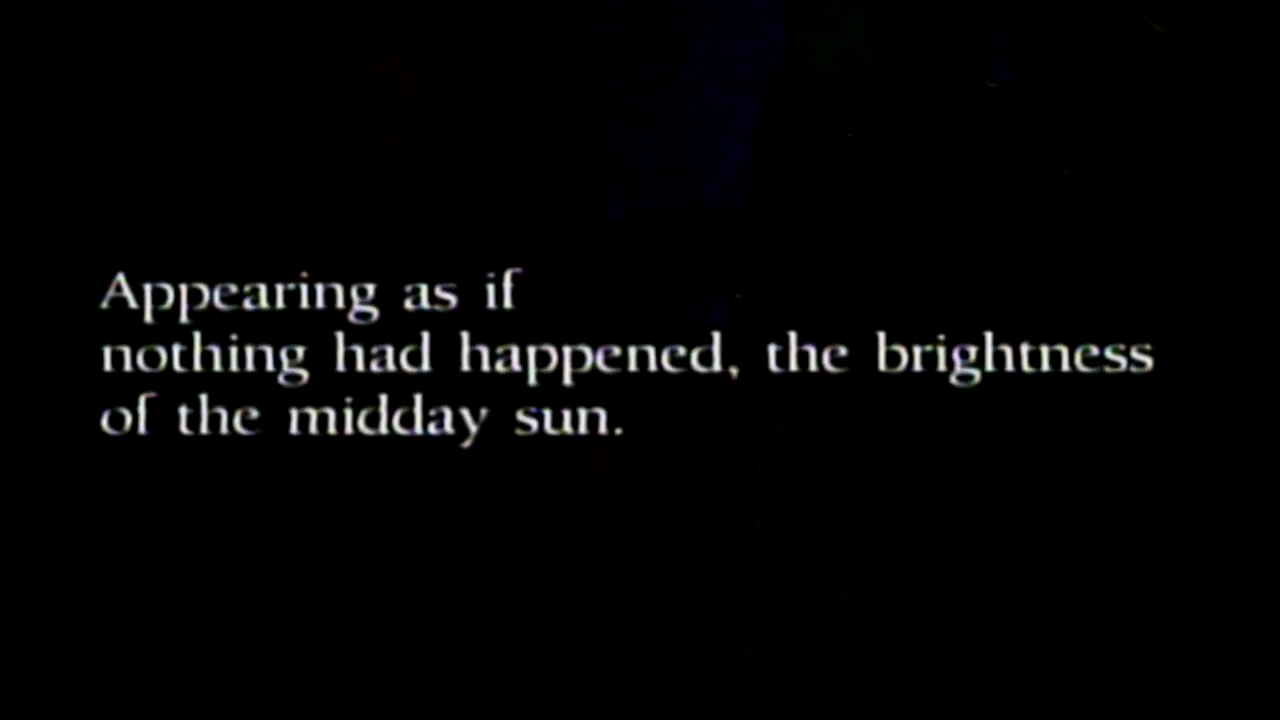 Appearing as if
nothing had happened, the brightness
of the midday sun.